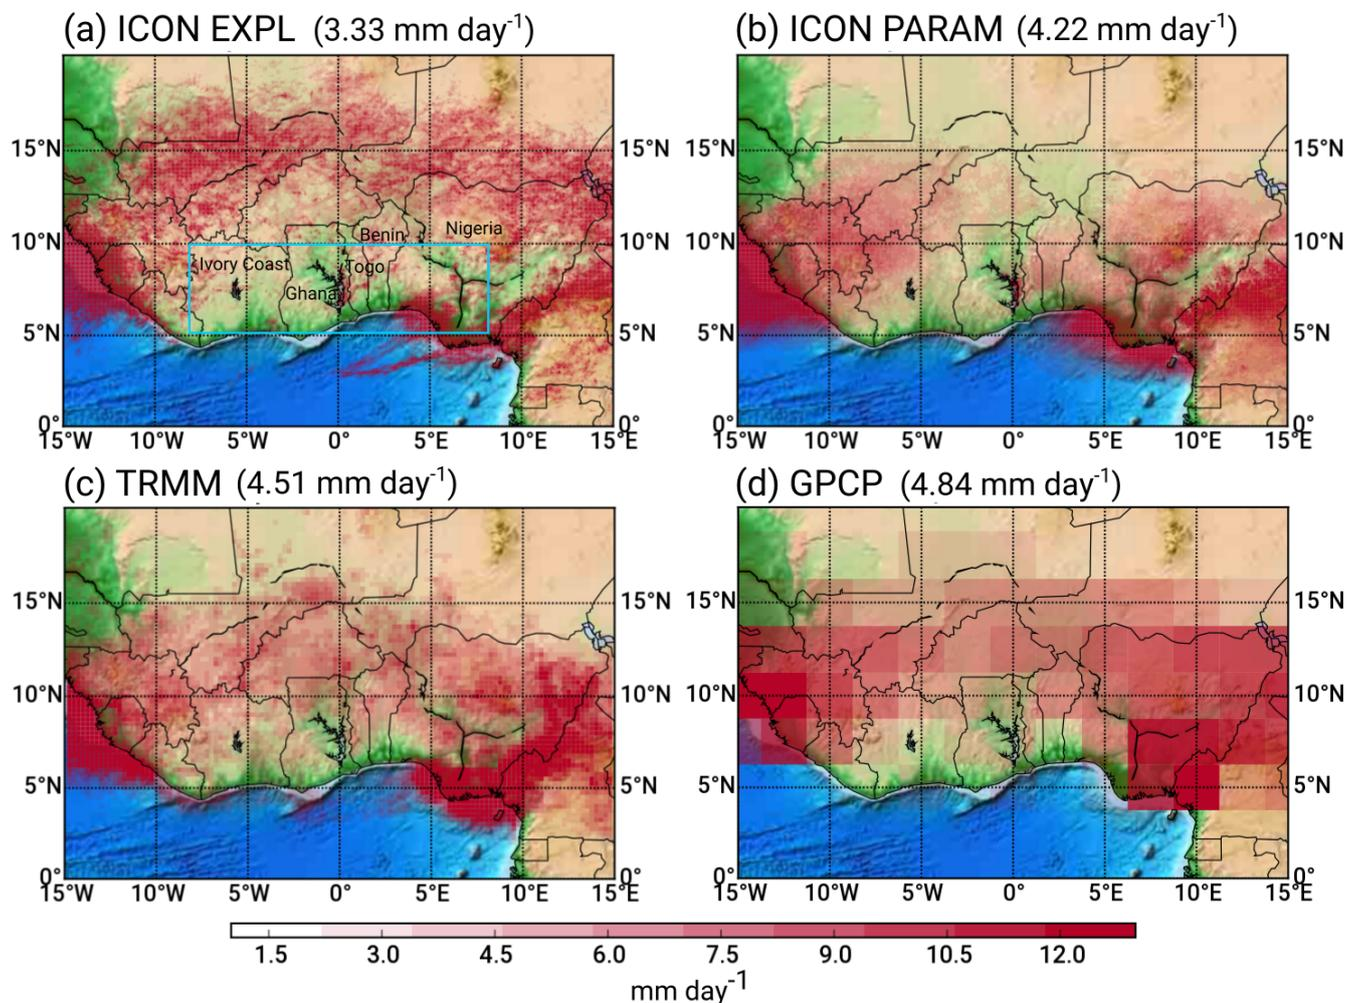 (a) ICON EXPL (3.33 mm day-1)
(b) ICON PARAM (4.22 mm day-1)
15°N
15°N
15°N
15°N
10°N
10°N
10°N
10°N
5°N
5°N
5°N
5°N
0°
0°
0°
0°
Nigeria
Benin
Ivory Coast
Togo
Ghana
15°W 10°W 5°W 0° 5°E 10°E 15°E
15°W 10°W 5°W 0° 5°E 10°E 15°E
(c) TRMM (4.51 mm day-1)
(d) GPCP (4.84 mm day-1)
15°N
15°N
15°N
15°N
10°N
10°N
10°N
10°N
5°N
5°N
5°N
5°N
0°
0°
0°
0°
15°W 10°W 5°W 0° 5°E 10°E 15°E
15°W 10°W 5°W 0° 5°E 10°E 15°E
1.5 3.0 4.5 6.0 7.5 9.0 10.5 12.0
mm day-1